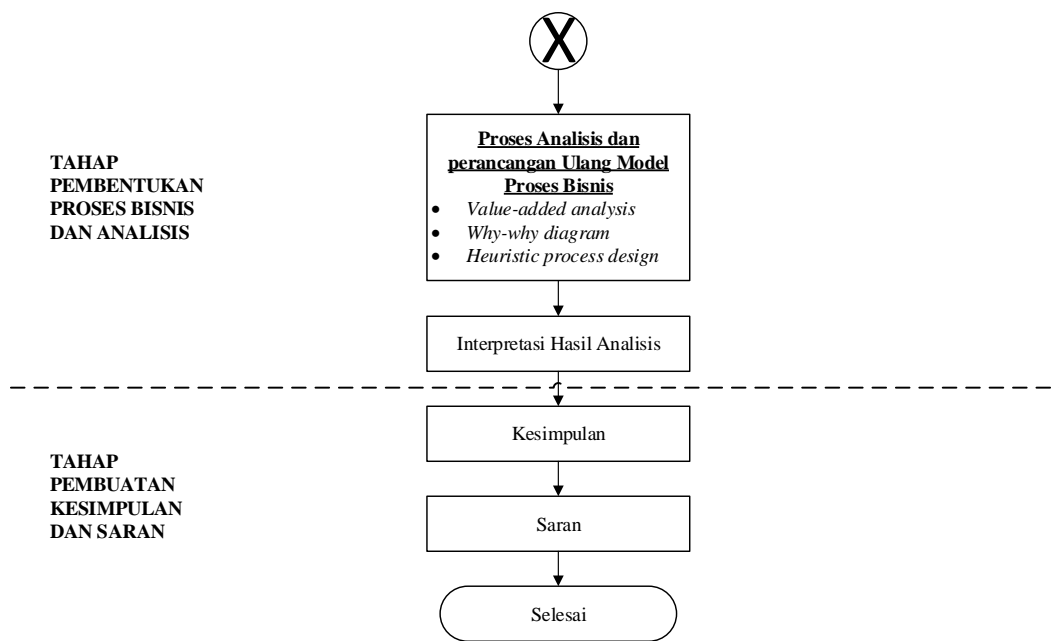 X
Proses Analisis dan
perancangan Ulang Model
Proses Bisnis
• Value-added analysis
• Why-why diagram
• Heuristic process design
TAHAP
PEMBENTUKAN
PROSES BISNIS
DAN ANALISIS
Interpretasi Hasil Analisis
Kesimpulan
TAHAP
PEMBUATAN
KESIMPULAN
DAN SARAN
Saran
Selesai